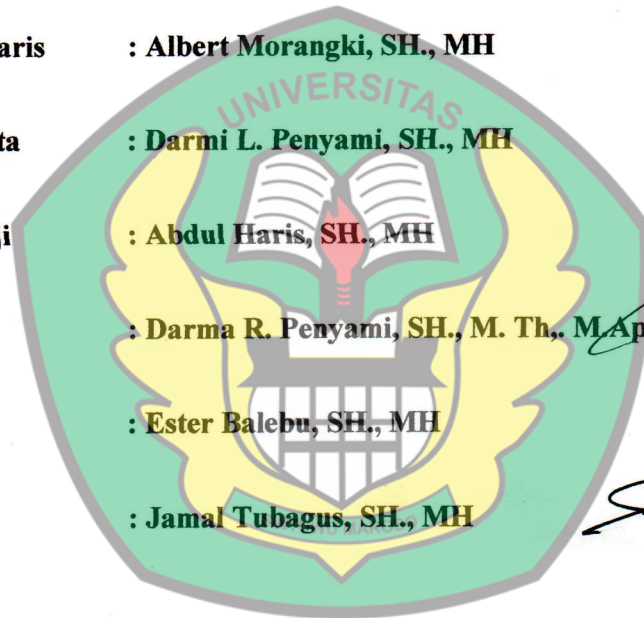 aris : Albert Morangki, SH., MH
UNIVERSITAS
ta : Darmi L. Penyami, SH., MH
ji : Abdul Haris, SH., MH
: Darma R. Penyami, SH., M. Th,. M.Ap
: Ester Balebu, SH., MH
: Jamal Tubagus, SH., MH